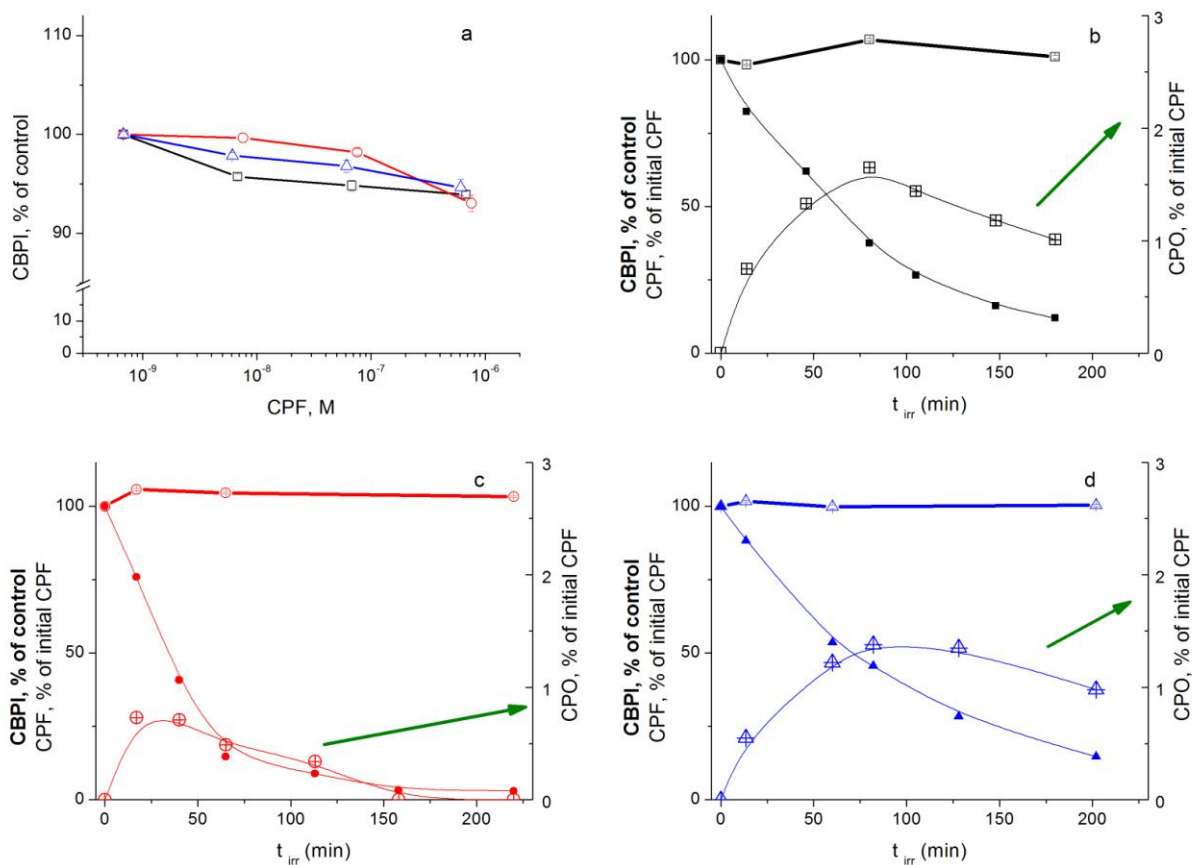 a
110
100
90
10
0
CBPI, % of control
10⁻⁹
10⁻⁸
10⁻⁷
10⁻⁶
CPF, M
b
100
50
0
CBPI, % of control
CPF, % of initial CPF
3
2
1
0
CPO, % of initial CPF
0
50
100
150
200
t irr (min)
c
100
50
0
CBPI, % of control
CPF, % of initial CPF
3
2
1
0
CPO, % of initial CPF
0
50
100
150
200
t irr (min)
d
100
50
0
CBPI, % of control
CPF, % of initial CPF
3
2
1
0
CPO, % of initial CPF
0
50
100
150
200
t irr (min)